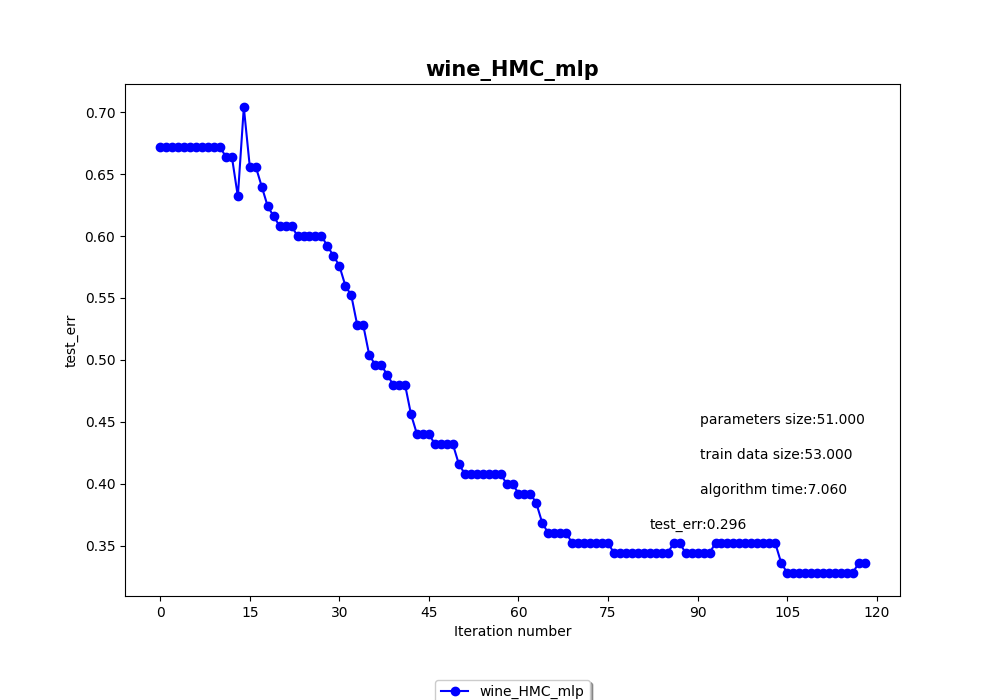 wine_HMC_mlp
0.70
0.65
0.60
0.55
0.50
0.45
0.40
0.35
test_err
parameters size:51.000
train data size:53.000
algorithm time:7.060
test_err:0.296
0 15 30 45 60 75 90 105 120
Iteration number
wine_HMC_mlp